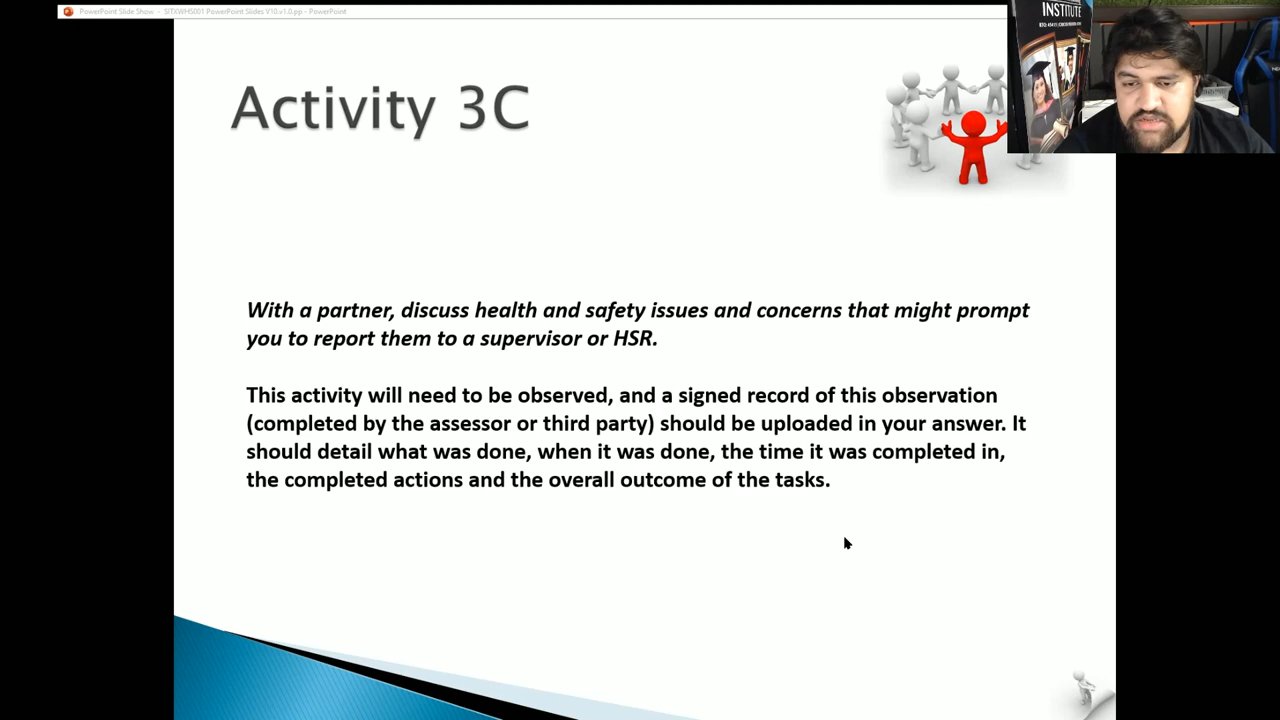 PowerPoint Slide Show - SITXWHS001 PowerPoint Slides V10.v1.0.pp - PowerPoint
INSTITUTE
Activity 3C
With a partner, discuss health and safety issues and concerns that might prompt
you to report them to a supervisor or HSR.
This activity will need to be observed, and a signed record of this observation
(completed by the assessor or third party) should be uploaded in your answer. It
should detail what was done, when it was done, the time it was completed in,
the completed actions and the overall outcome of the tasks.